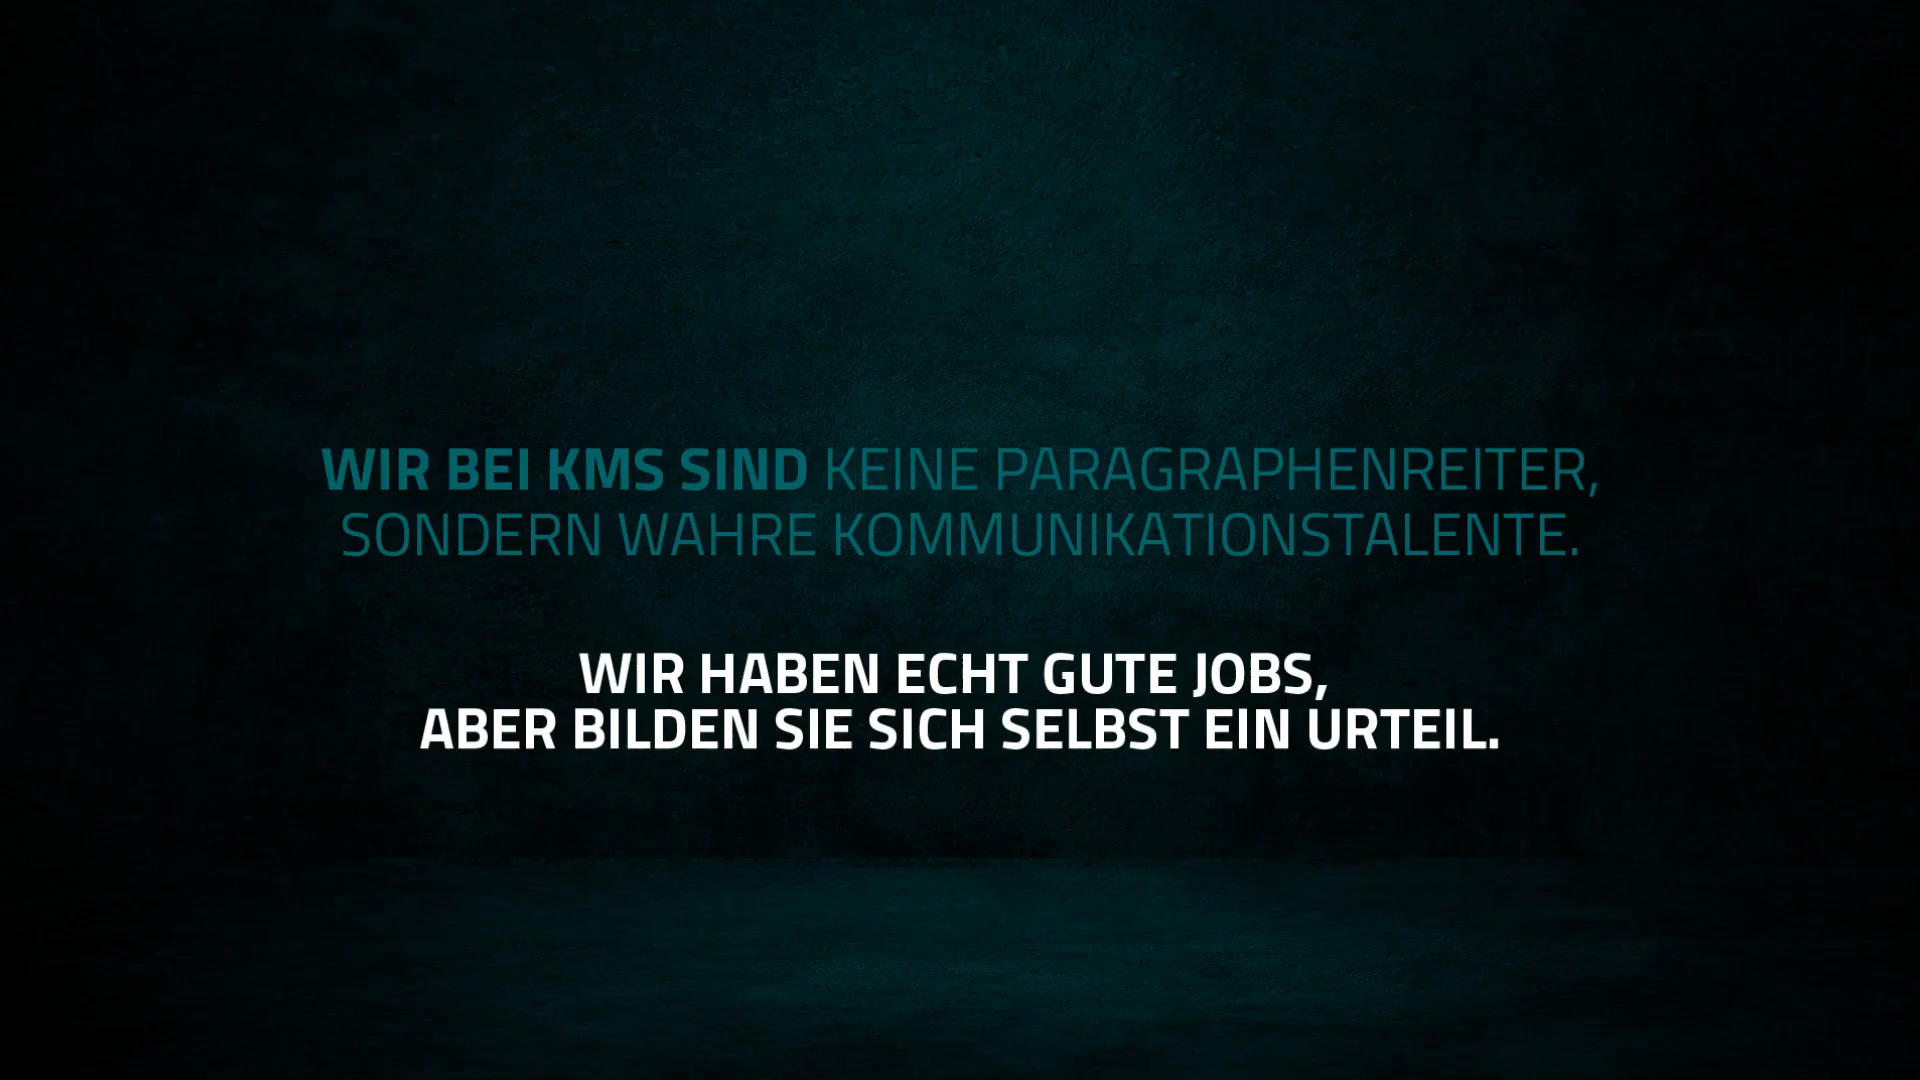 WIR BEI KMS SIND KEINE PARAGRAPHENREITER,
SONDERN WAHRE KOMMUNIKATIONSTALENTE.
WIR HABEN ECHT GUTE JOBS,
ABER BILDEN SIE SICH SELBST EIN URTEIL.